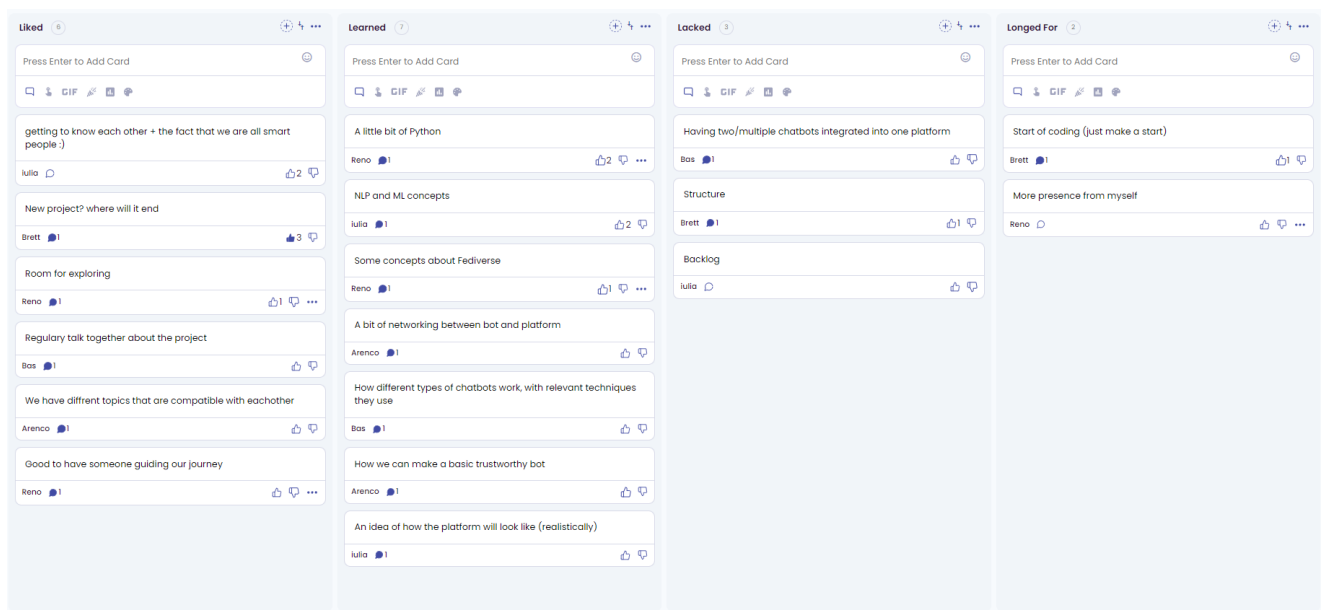 Liked 6
Press Enter to Add Card
GIF
getting to know each other + the fact that we are all smart
people :)
iulia 2
New project? where will it end
Brett 1 3
Room for exploring
Reno 1 1
Regulary talk together about the project
Bas 1
We have diffrent topics that are compatible with eachother
Arenco 1
Good to have someone guiding our journey
Reno 1
Learned 7
Press Enter to Add Card
GIF
A little bit of Python
Reno 1 2
NLP and ML concepts
iulia 1 2
Some concepts about Fediverse
Reno 1 1
A bit of networking between bot and platform
Arenco 1
How different types of chatbots work, with relevant techniques
they use
Bas 1
How we can make a basic trustworthy bot
Arenco 1
An idea of how the platform will look like (realistically)
iulia 1
Lacked 3
Press Enter to Add Card
GIF
Having two/multiple chatbots integrated into one platform
Bas 1
Structure
Brett 1 1
Backlog
iulia
Longed For 2
Press Enter to Add Card
GIF
Start of coding (just make a start)
Brett 1 1
More presence from myself
Reno